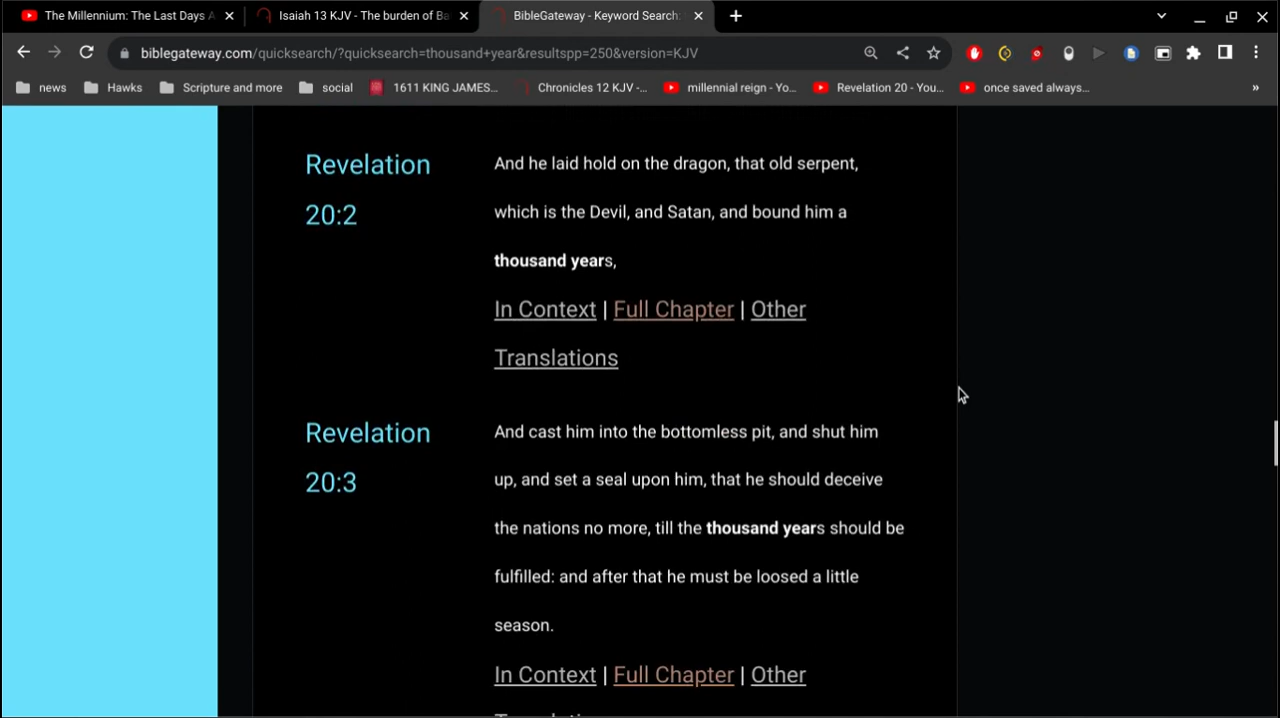 The Millennium: The Last Days A
Isaiah 13 KJV - The burden of Ba
BibleGateway - Keyword Search:
biblegateway.com/quicksearch/?quicksearch=thousand+year&resultspp=250&version=KJV
news
Hawks
Scripture and more
social
1611 KING JAMES...
Chronicles 12 KJV -...
millennial reign - Yo...
Revelation 20 - You...
once saved always...
»
Revelation
20:2
And he laid hold on the dragon, that old serpent,
which is the Devil, and Satan, and bound him a
thousand years,
In Context | Full Chapter | Other
Translations
Revelation
20:3
And cast him into the bottomless pit, and shut him
up, and set a seal upon him, that he should deceive
the nations no more, till the thousand years should be
fulfilled: and after that he must be loosed a little
season.
In Context | Full Chapter | Other